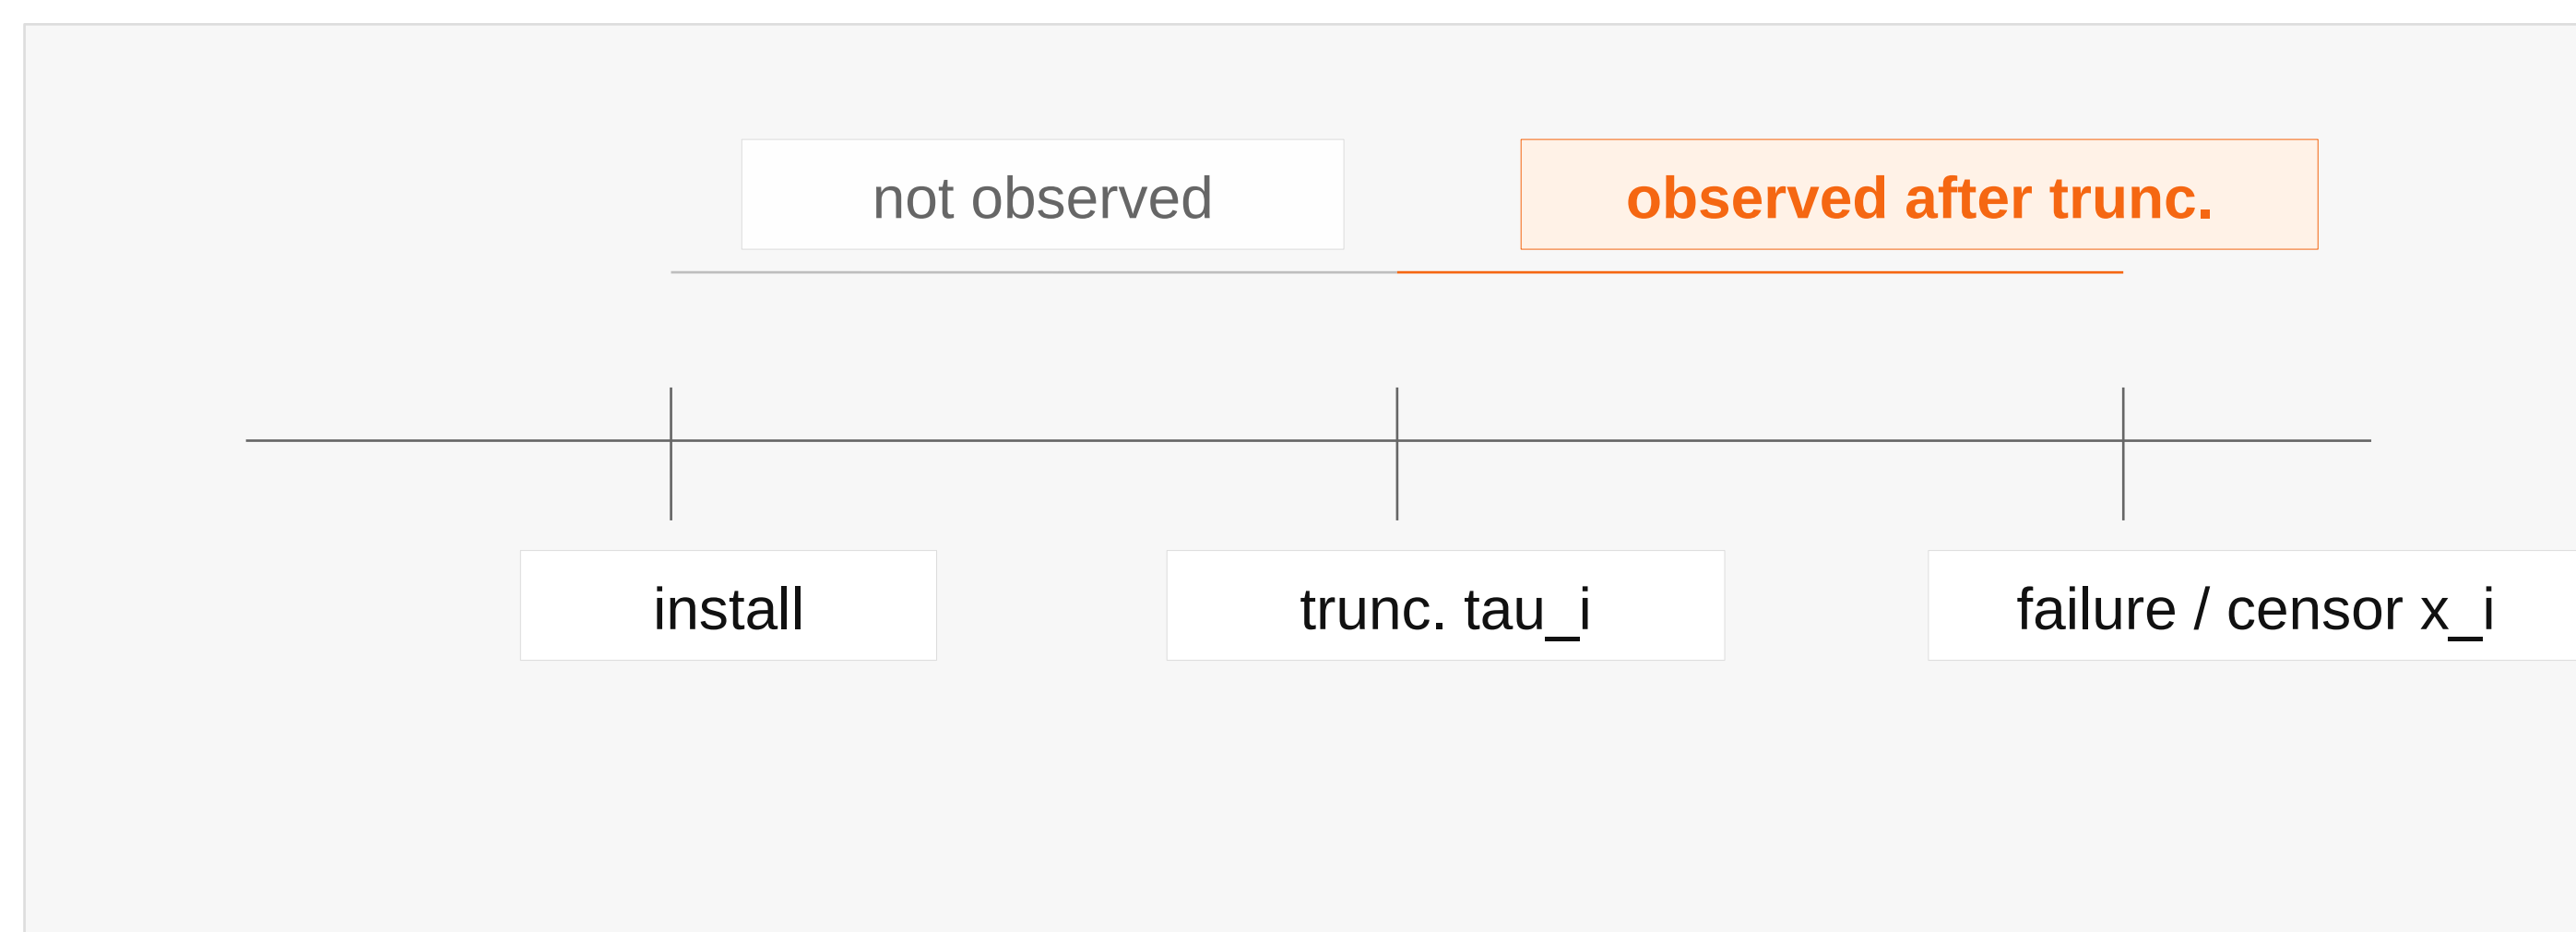 not observed
observed after trunc.
install
trunc. tau_i
failure / censor x_i